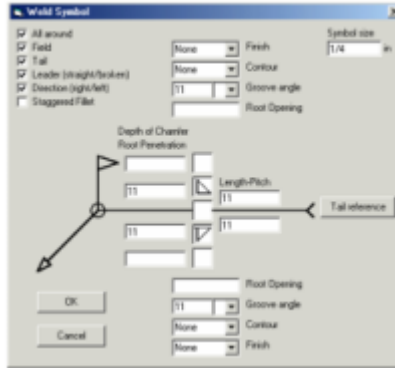 Weld Symbol
All around
Field
Tail
Leader (straight/broken)
Direction (right/left)
Staggered Fillet
None Finish
None Contour
11 Groove angle
Root Opening
Symbol size
1/4 in
Depth of Chamfer
Root Penetration
11
Length-Pitch
11
Tail reference
11
11
Root Opening
11 Groove angle
None Contour
None Finish
OK
Cancel